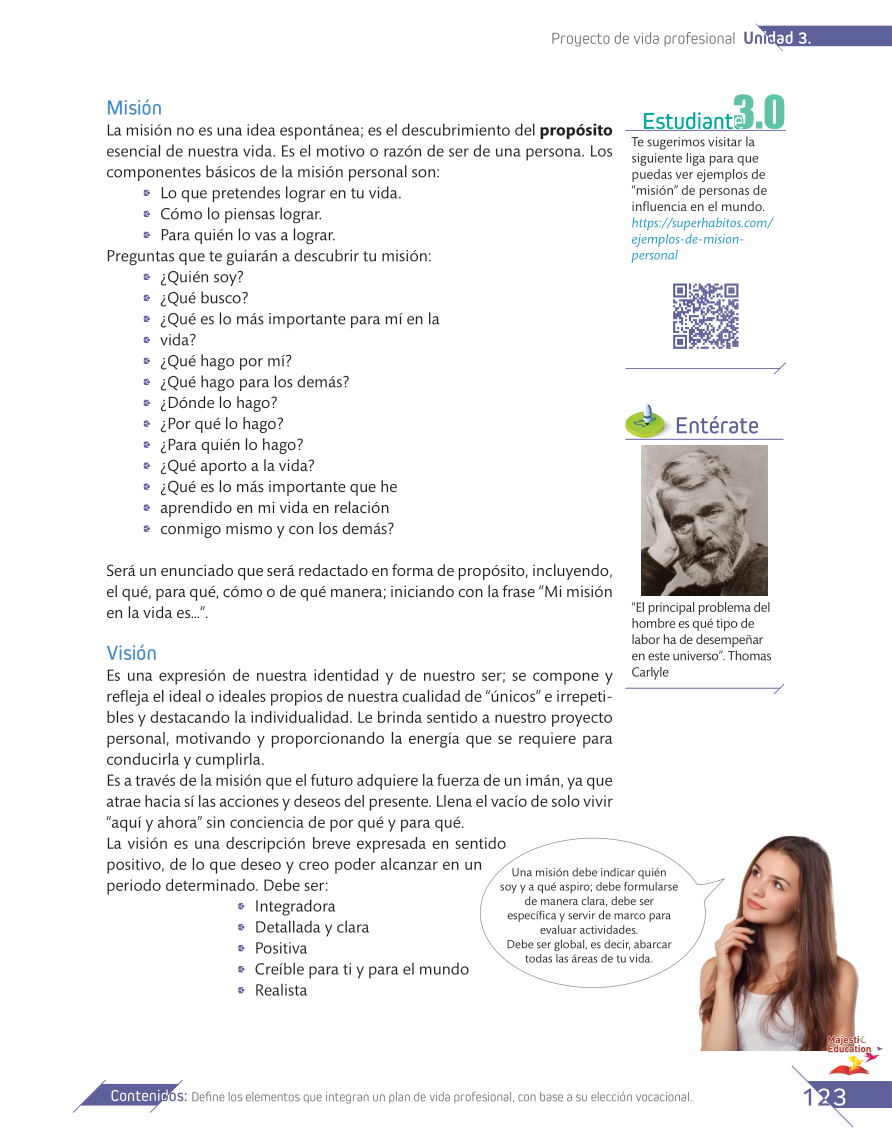 Proyecto de vida profesional Unidad 3.
Misión
La misión no es una idea espontánea; es el descubrimiento del propósito
esencial de nuestra vida. Es el motivo o razón de ser de una persona. Los
componentes básicos de la misión personal son:
Lo que pretendes lograr en tu vida.
Cómo lo piensas lograr.
Para quién lo vas a lograr.
Preguntas que te guiarán a descubrir tu misión:
¿Quién soy?
¿Qué busco?
¿Qué es lo más importante para mí en la
vida?
¿Qué hago por mí?
¿Qué hago para los demás?
¿Dónde lo hago?
¿Por qué lo hago?
¿Para quién lo hago?
¿Qué aporto a la vida?
¿Qué es lo más importante que he
aprendido en mi vida en relación
conmigo mismo y con los demás?
Será un enunciado que será redactado en forma de propósito, incluyendo,
el qué, para qué, cómo o de qué manera; iniciando con la frase “Mi misión
en la vida es...”.
Visión
Es una expresión de nuestra identidad y de nuestro ser; se compone y
refleja el ideal o ideales propios de nuestra cualidad de “únicos” e irrepeti-
bles y destacando la individualidad. Le brinda sentido a nuestro proyecto
personal, motivando y proporcionando la energía que se requiere para
conducirla y cumplirla.
Es a través de la misión que el futuro adquiere la fuerza de un imán, ya que
atrae hacia sí las acciones y deseos del presente. Llena el vacío de solo vivir
“aquí y ahora” sin conciencia de por qué y para qué.
La visión es una descripción breve expresada en sentido
positivo, de lo que deseo y creo poder alcanzar en un
periodo determinado. Debe ser:
Integradora
Detallada y clara
Positiva
Creíble para ti y para el mundo
Realista
Estudiant@3.0
Te sugerimos visitar la
siguiente liga para que
puedas ver ejemplos de
“misión” de personas de
influencia en el mundo.
https://superhabitos.com/
ejemplos-de-mision-
personal
Entérate
“El principal problema del
hombre es qué tipo de
labor ha de desempeñar
en este universo”. Thomas
Carlyle
Una misión debe indicar quién
soy y a qué aspiro; debe formularse
de manera clara, debe ser
específica y servir de marco para
evaluar actividades.
Debe ser global, es decir, abarcar
todas las áreas de tu vida.
Majestic
Education
Contenidos: Define los elementos que integran un plan de vida profesional, con base a su elección vocacional.
123